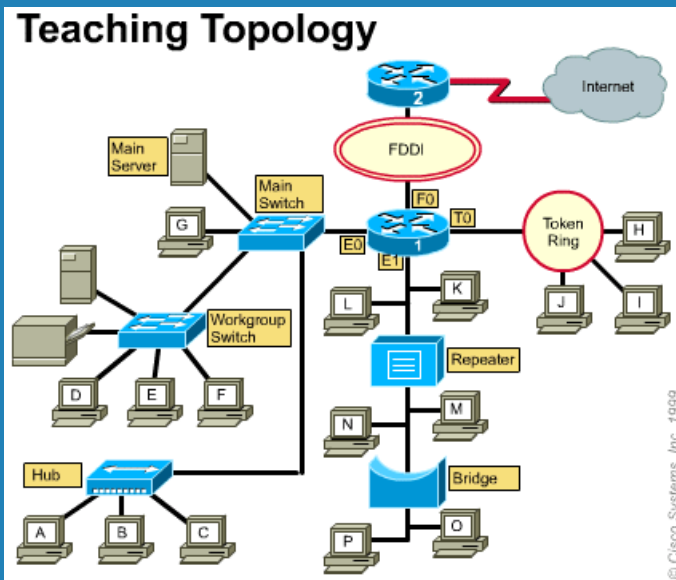 Teaching Topology
2
Internet
FDDI
Main
Server
Main
Switch
F0
T0
G
E0
1
E1
Token
Ring
H
K
L
J
I
Workgroup
Switch
Repeater
D
E
F
M
N
Hub
Bridge
A
B
C
P
O
© Cisco Systems, Inc. 1999